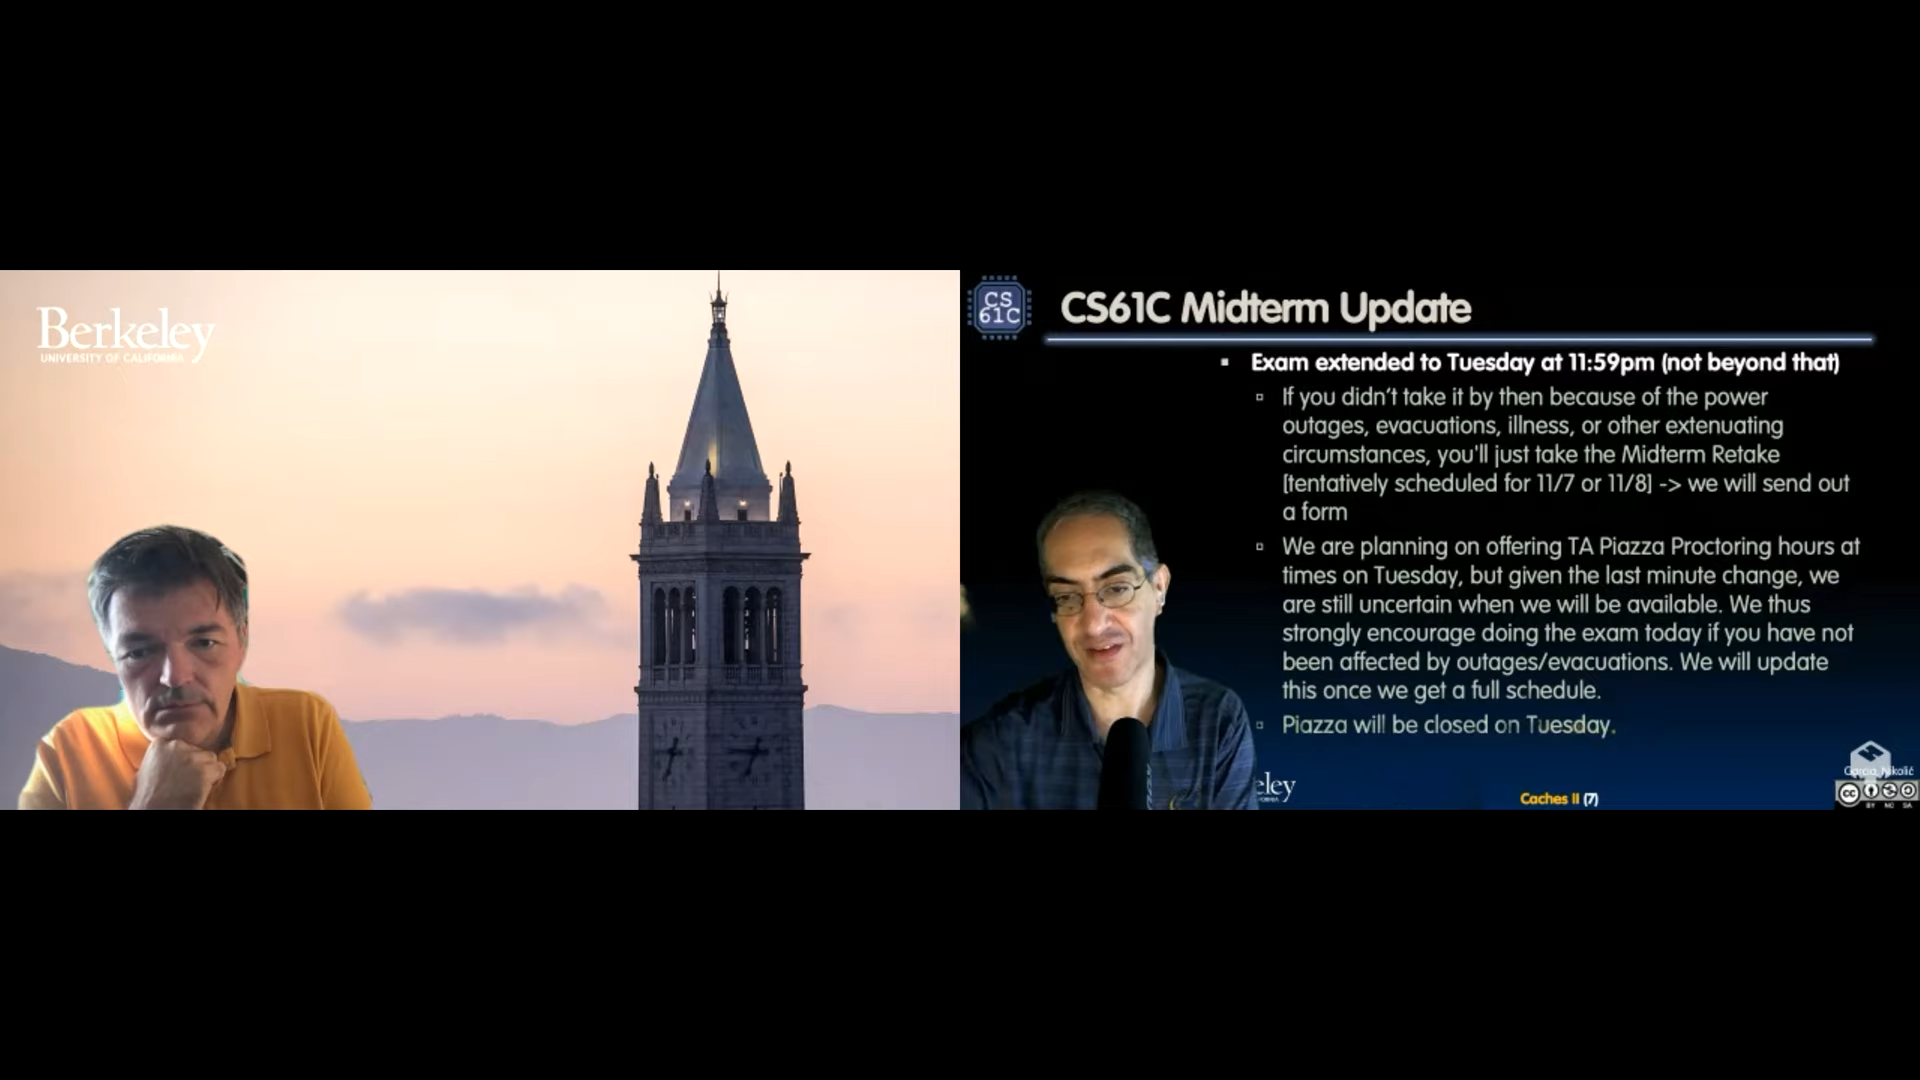 Berkeley
UNIVERSITY OF CALIFORNIA
CS
61C
CS61C Midterm Update
▪ Exam extended to Tuesday at 11:59pm (not beyond that)
▫ If you didn't take it by then because of the power
outages, evacuations, illness, or other extenuating
circumstances, you'll just take the Midterm Retake
[tentatively scheduled for 11/7 or 11/8] -> we will send out
a form
▫ We are planning on offering TA Piazza Proctoring hours at
times on Tuesday, but given the last minute change, we
are still uncertain when we will be available. We thus
strongly encourage doing the exam today if you have not
been affected by outages/evacuations. We will update
this once we get a full schedule.
▫ Piazza will be closed on Tuesday.
eley
Caches II (7)
Garcia, Nikolić
cc
BY NC SA